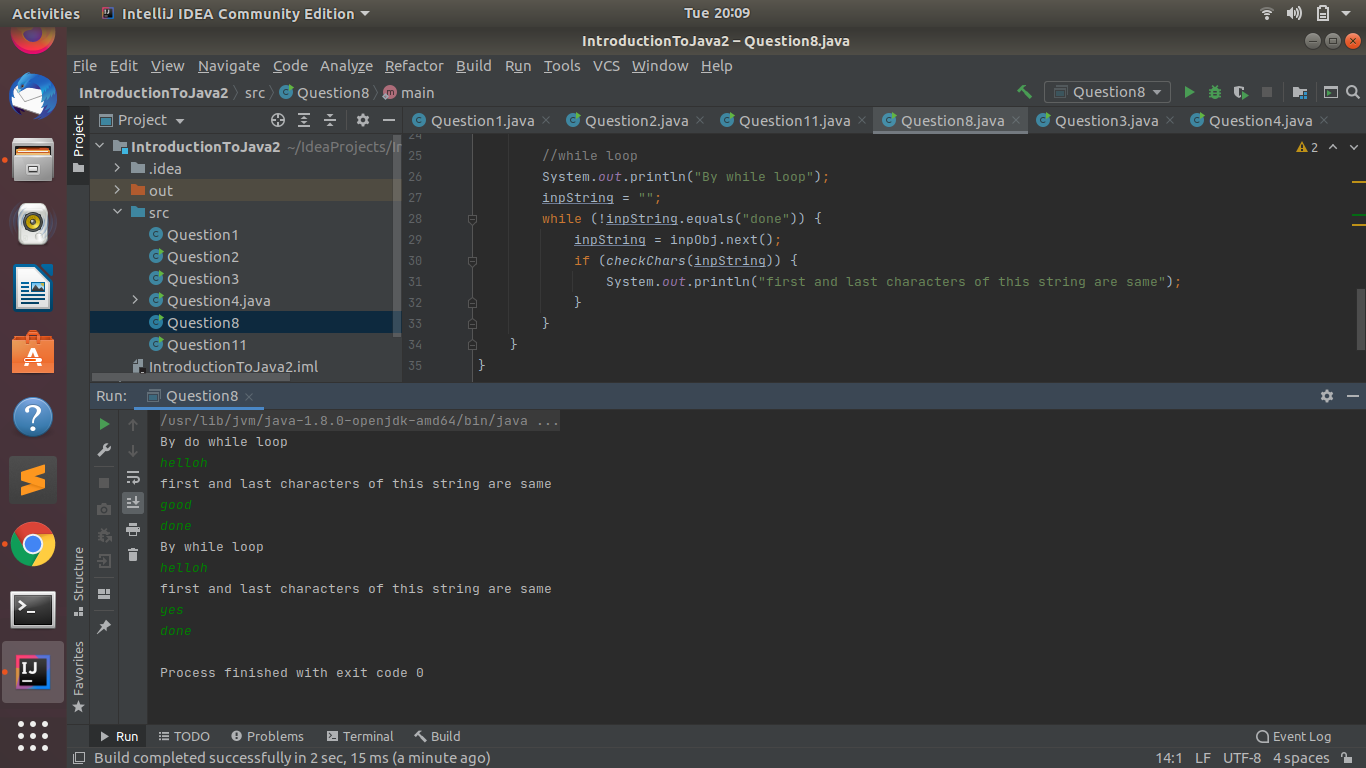 Activities IntelliJ IDEA Community Edition Tue 20:09
IntroductionToJava2 – Question8.java
File Edit View Navigate Code Analyze Refactor Build Run Tools VCS Window Help
IntroductionToJava2 src Question8 main Question8
Project Project Question1.java Question2.java Question11.java Question8.java Question3.java Question4.java
IntroductionToJava2 ~/IdeaProjects/
.idea
out
src
Question1
Question2
Question3
Question4.java
Question8
Question11
IntroductionToJava2.iml
24
25 //while loop
26 System.out.println("By while loop");
27 inpString = "";
28 while (!inpString.equals("done")) {
29 inpString = inpObj.next();
30 if (checkChars(inpString)) {
31 System.out.println("first and last characters of this string are same");
32 }
33 }
34 }
35 }
2
Run: Question8
/usr/lib/jvm/java-1.8.0-openjdk-amd64/bin/java ...
By do while loop
helloh
first and last characters of this string are same
good
done
By while loop
helloh
first and last characters of this string are same
yes
done
Process finished with exit code 0
Structure
Favorites
IJ
Run TODO Problems Terminal Build Event Log
Build completed successfully in 2 sec, 15 ms (a minute ago) 14:1 LF UTF-8 4 spaces